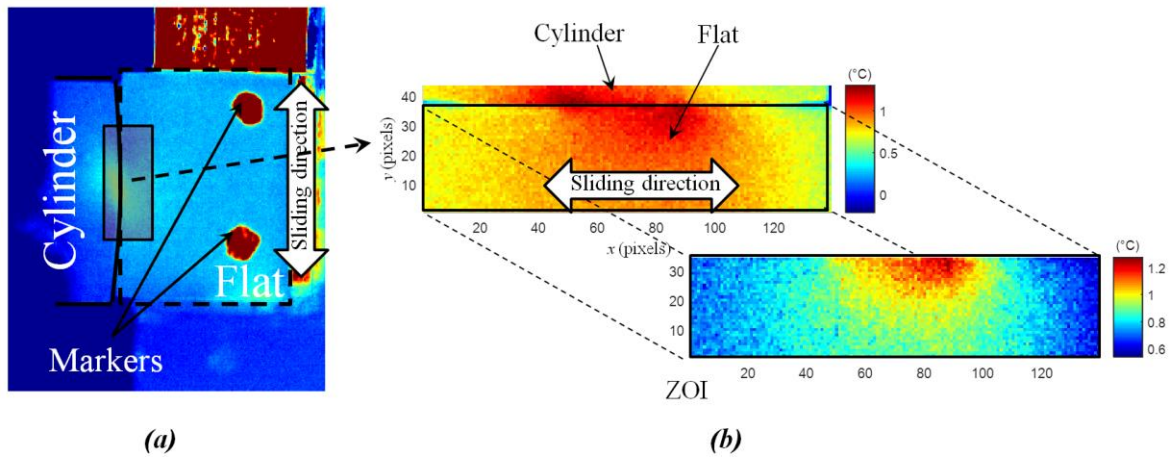 Cylinder
Flat
Sliding direction
Markers
(a)
Cylinder
Flat
(°C)
1
0.5
0
40
30
20
10
y (pixels)
Sliding direction
20
40
60
80
100
120
x (pixels)
(°C)
1.2
1
0.8
0.6
30
20
10
20
40
60
80
100
120
ZOI
(b)